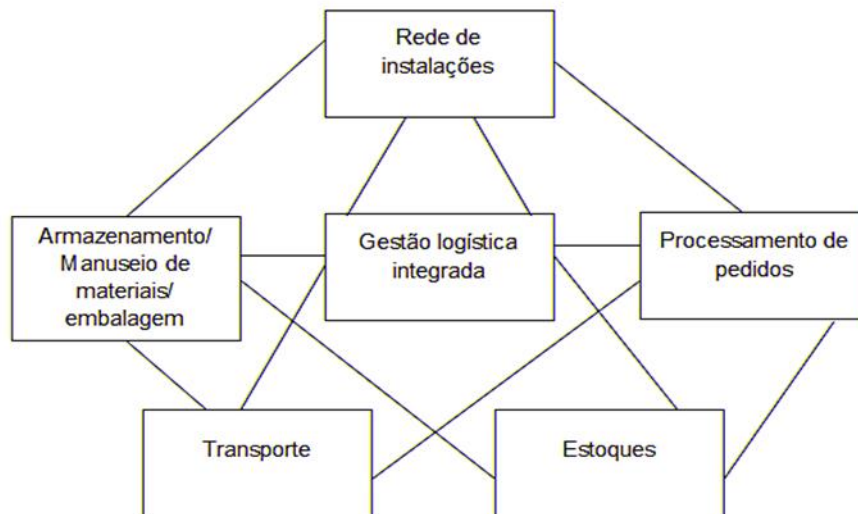 Rede de
instalações
Armazenamento/
Manuseio de
materiais/
embalagem
Gestão logística
integrada
Processamento de
pedidos
Transporte
Estoques